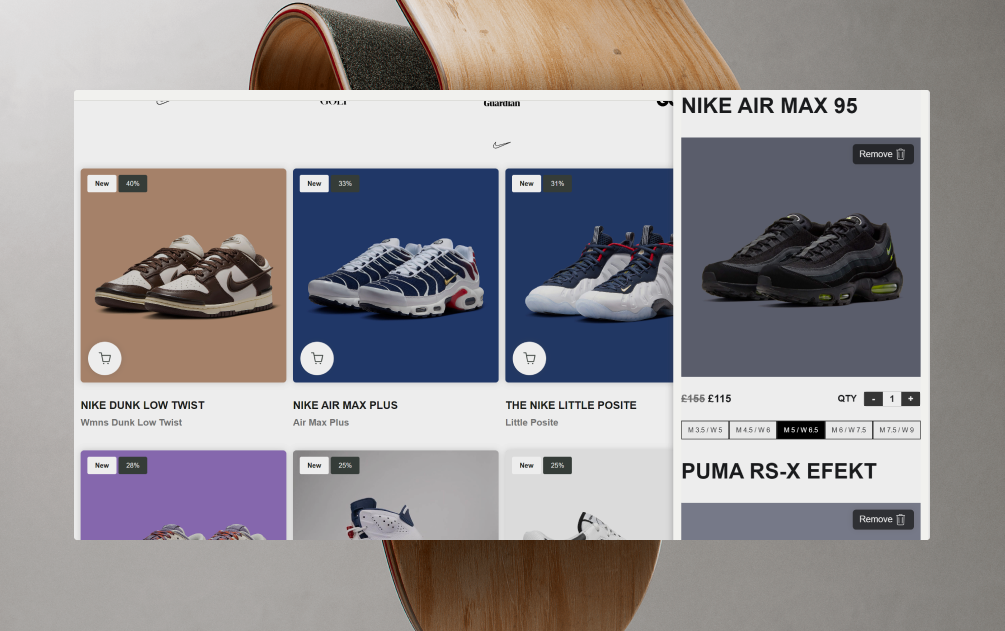 GOLF
Guardian
New 40%
New 33%
New 31%
NIKE DUNK LOW TWIST
Wmns Dunk Low Twist
NIKE AIR MAX PLUS
Air Max Plus
THE NIKE LITTLE POSITE
Little Posite
New 28%
New 25%
New 25%
NIKE AIR MAX 95
Remove
£155 £115
QTY - 1 +
M 3.5 / W 5 M 4.5 / W 6 M 5 / W 6.5 M 6 / W 7.5 M 7.5 / W 9
PUMA RS-X EFEKT
Remove